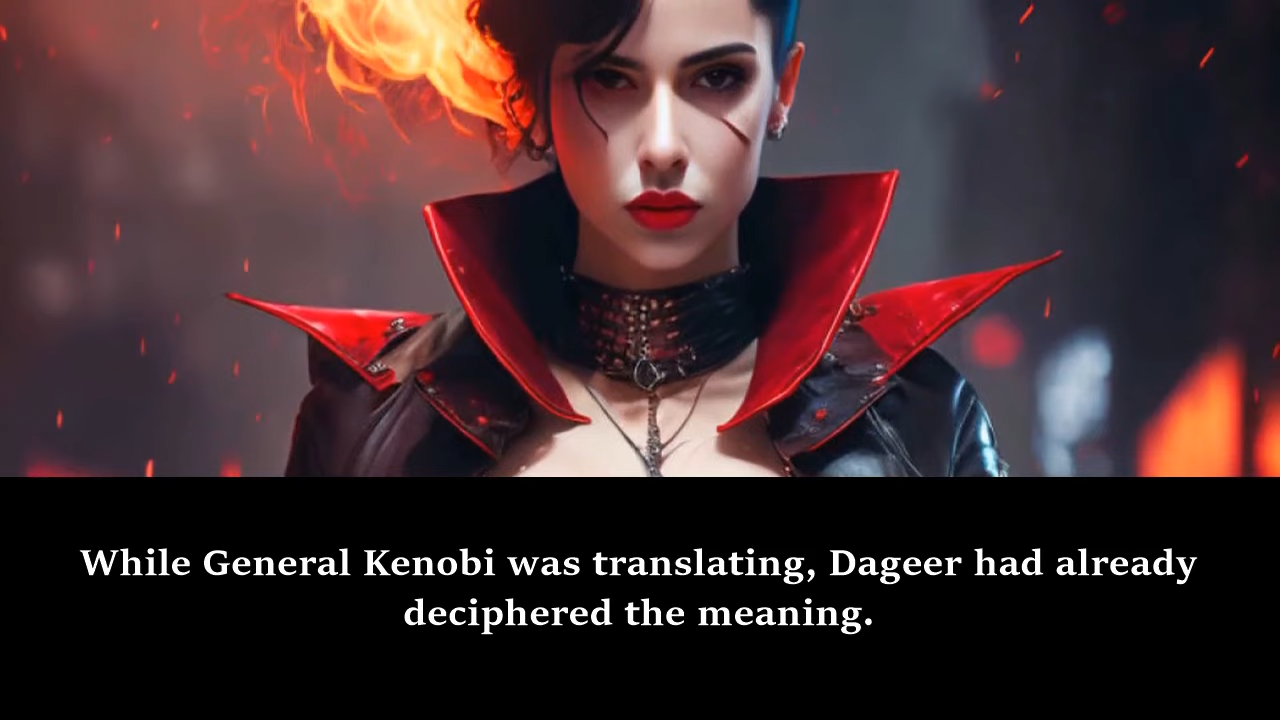 While General Kenobi was translating, Dageer had already
deciphered the meaning.